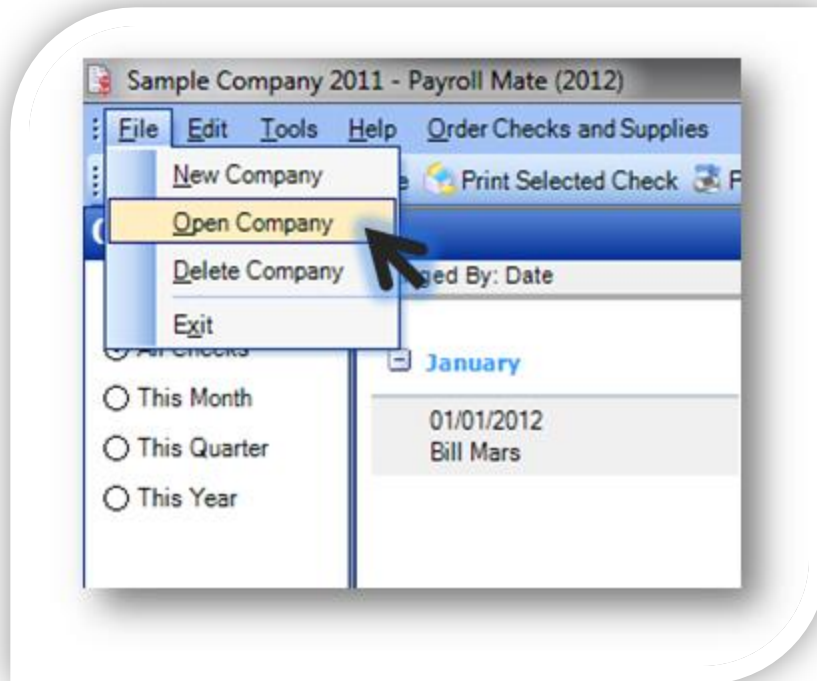 Sample Company 2011 - Payroll Mate (2012)
File Edit Tools Help Order Checks and Supplies
New Company
Print Selected Check
Open Company
Delete Company
By: Date
Exit
All Checks
January
This Month
01/01/2012
This Quarter
Bill Mars
This Year